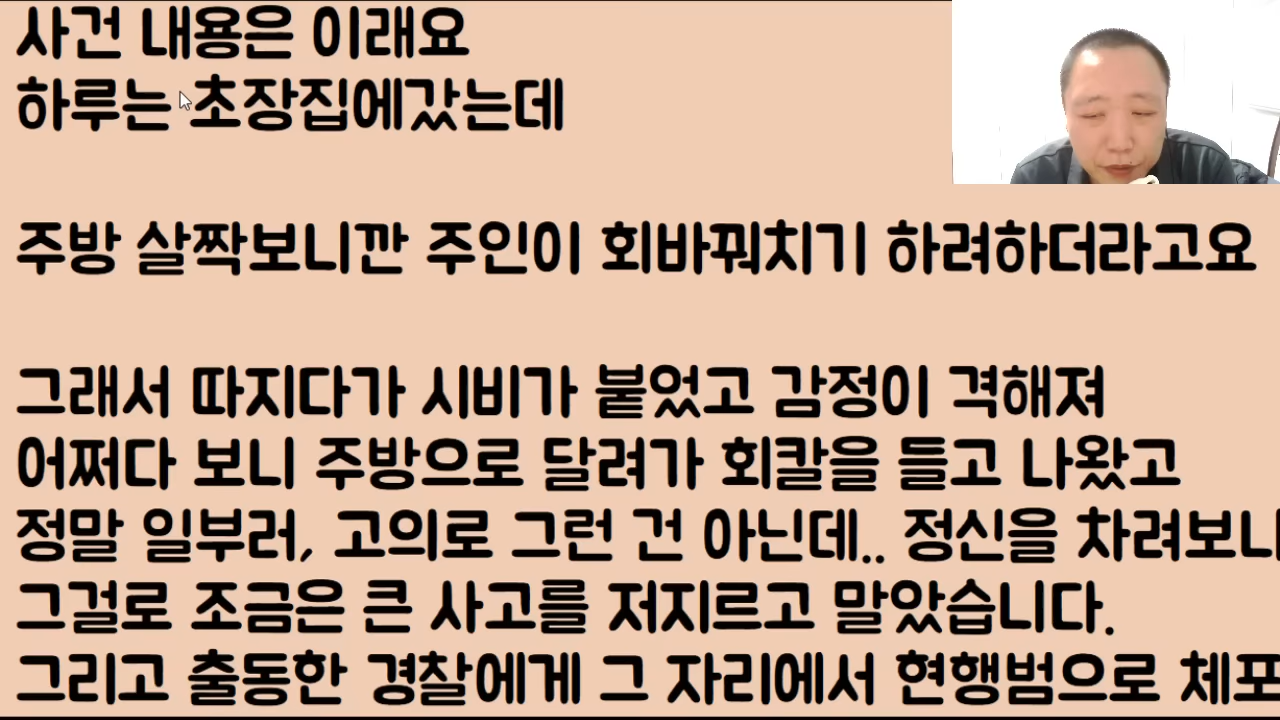 사건 내용은 이래요
하루는 초장집에갔는데
주방 살짝보니깐 주인이 회바꿔치기 하려하더라고요
그래서 따지다가 시비가 붙었고 감정이 격해져
어쩌다 보니 주방으로 달려가 회칼을 들고 나왔고
정말 일부러, 고의로 그런 건 아닌데.. 정신을 차려보니
그걸로 조금은 큰 사고를 저지르고 말았습니다.
그리고 출동한 경찰에게 그 자리에서 현행범으로 체포